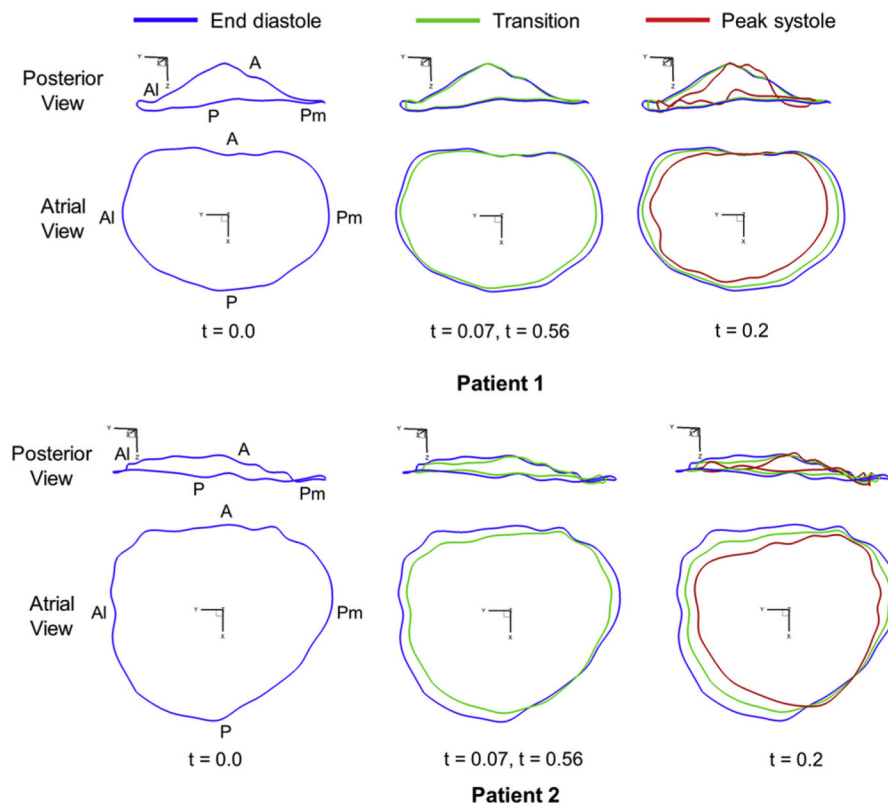 End diastole Transition Peak systole
Posterior View
Y Z
Al A P Pm
Y Z
Y Z
Atrial View
A
Al Y X Pm
Y X
Y X
P
t = 0.0 t = 0.07, t = 0.56 t = 0.2
Patient 1
Posterior View
Y Z
Al A P Pm
Y Z
Y Z
Atrial View
A
Al Y X Pm
Y X
Y X
P
t = 0.0 t = 0.07, t = 0.56 t = 0.2
Patient 2